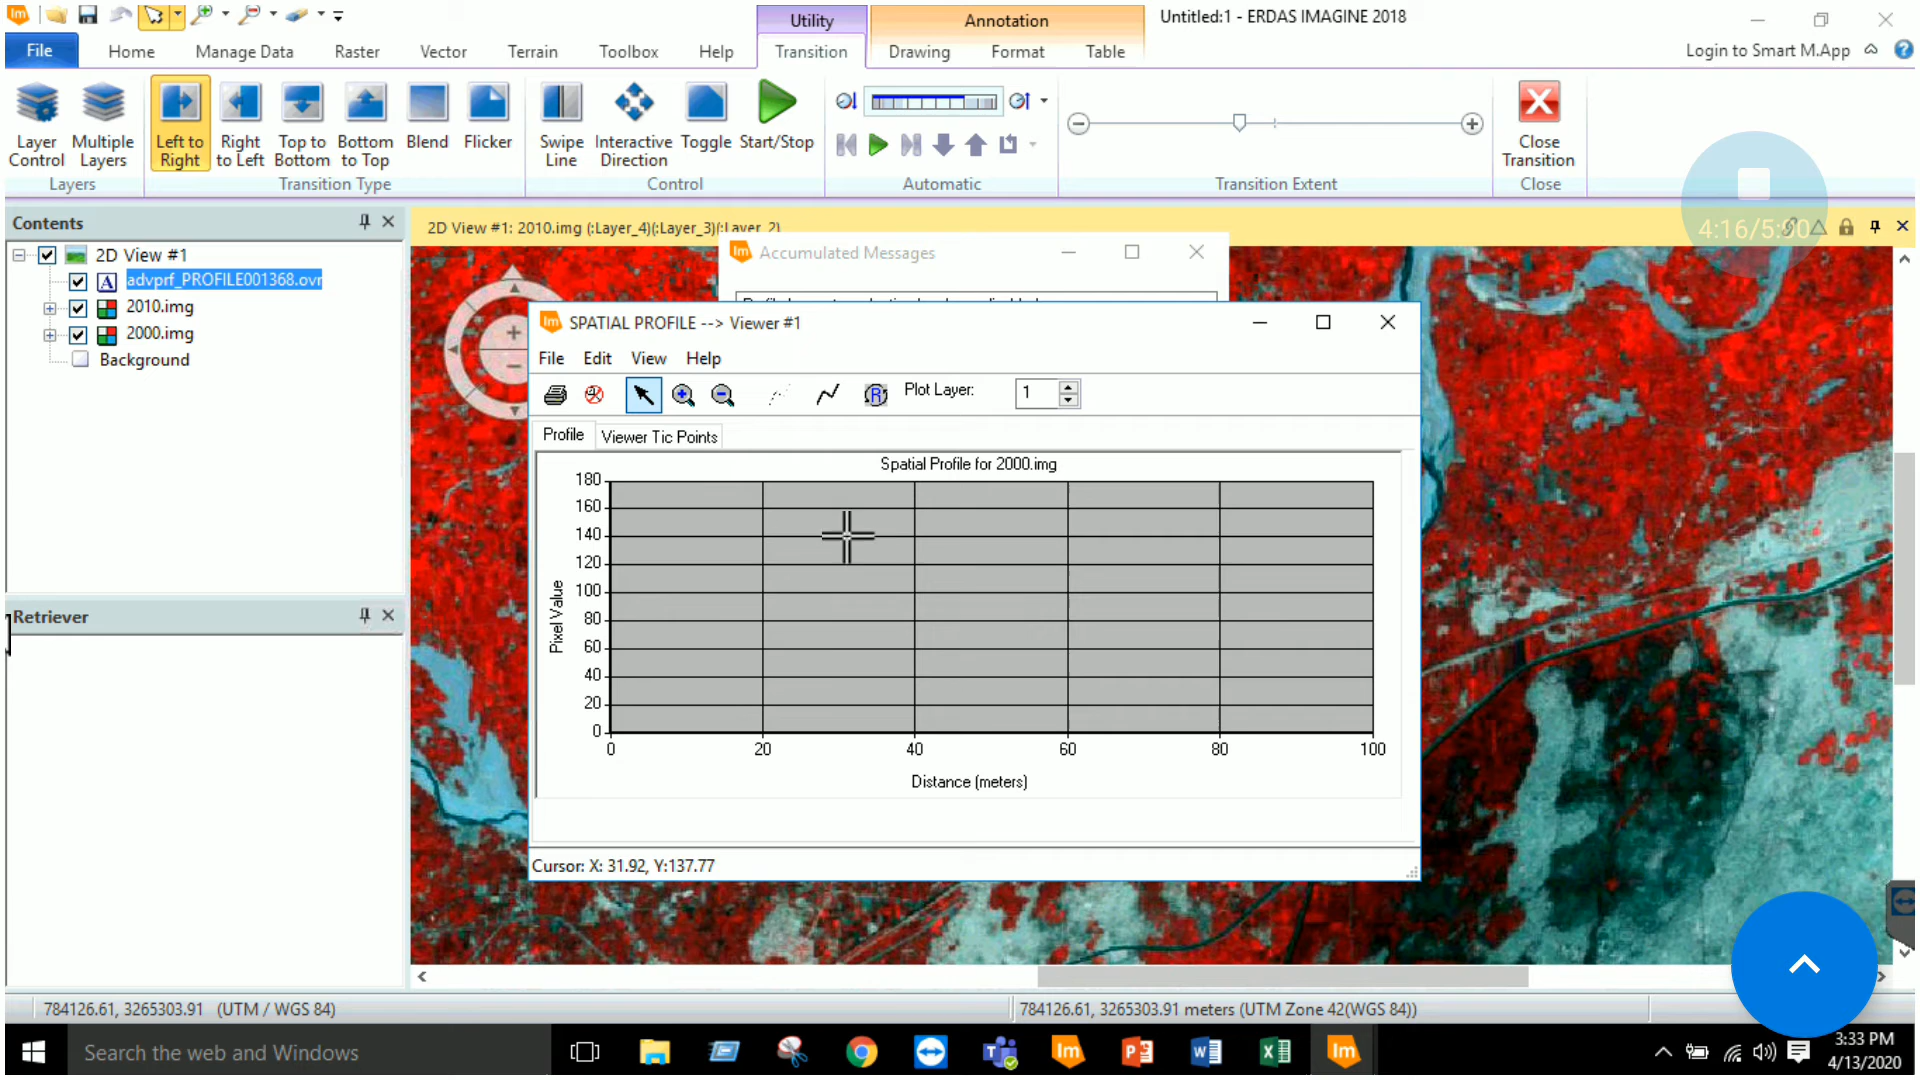 Utility
Annotation
Untitled:1 - ERDAS IMAGINE 2018
File
Home
Manage Data
Raster
Vector
Terrain
Toolbox
Help
Transition
Drawing
Format
Table
Login to Smart M.App
Layer Control
Multiple Layers
Left to Right
Right to Left
Top to Bottom
Bottom to Top
Blend
Flicker
Swipe Line
Interactive Direction
Toggle
Start/Stop
Close Transition
Layers
Transition Type
Control
Automatic
Transition Extent
Close
Contents
2D View #1: 2010.img (:Layer_4)(:Layer_3)(:Layer_2)
2D View #1
Accumulated Messages
advprf_PROFILE001368.ovr
2010.img
2000.img
Background
SPATIAL PROFILE --> Viewer #1
File Edit View Help
Plot Layer: 1
Profile
Viewer Tic Points
Spatial Profile for 2000.img
180
160
140
120
100
80
60
40
20
0
Pixel Value
0 20 40 60 80 100
Distance (meters)
Cursor: X: 31.92, Y:137.77
Retriever
784126.61, 3265303.91 (UTM / WGS 84)
784126.61, 3265303.91 meters (UTM Zone 42(WGS 84))
Search the web and Windows
3:33 PM
4/13/2020